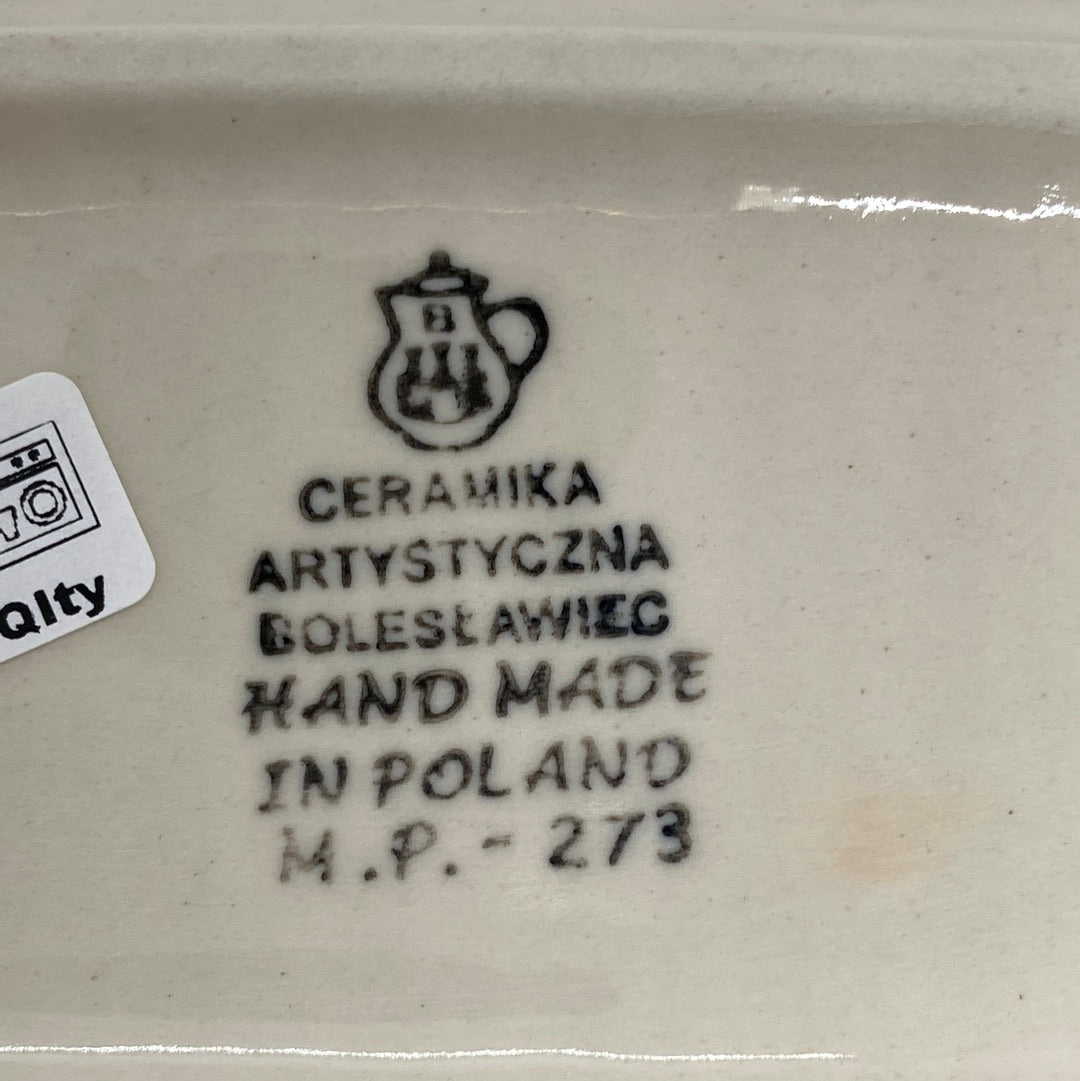 B
CERAMIKA
ARTYSTYCZNA
BOLESŁAWIEC
HAND MADE
IN POLAND
M.P.- 273
Qlty